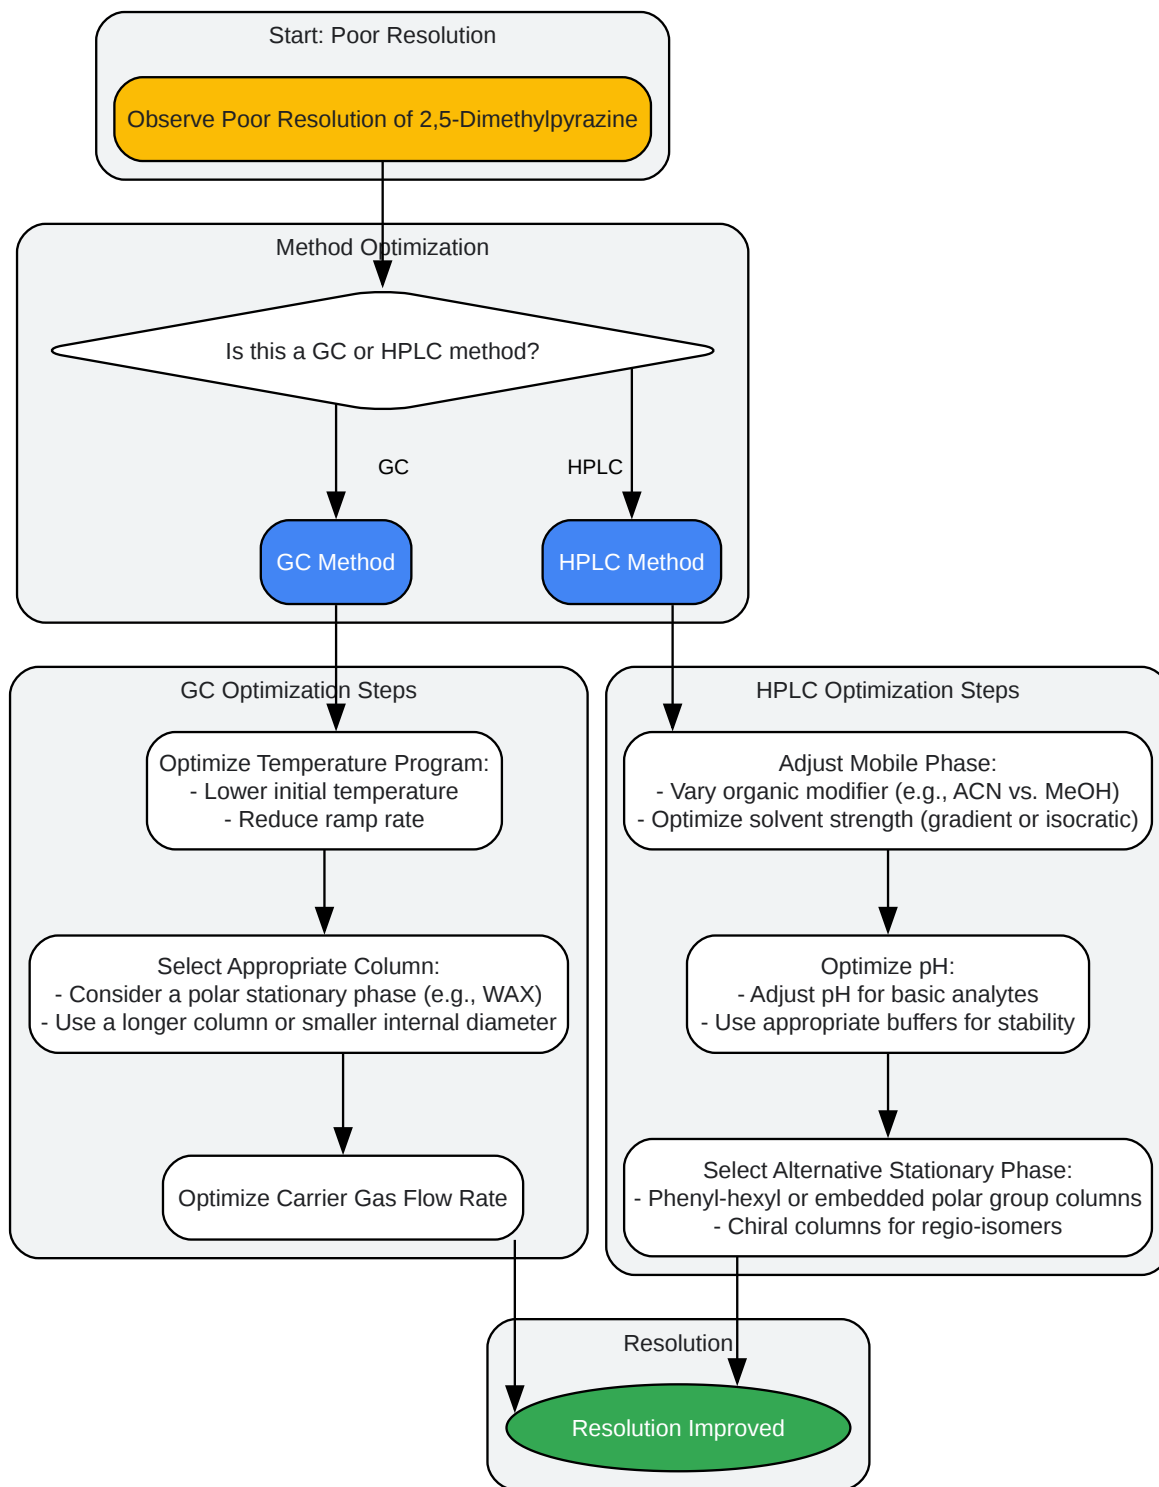 Start: Poor Resolution
Observe Poor Resolution of 2,5-Dimethylpyrazine
Method Optimization
Is this a GC or HPLC method?
GC
HPLC
GC Method
HPLC Method
GC Optimization Steps
Optimize Temperature Program:
- Lower initial temperature
- Reduce ramp rate
Select Appropriate Column:
- Consider a polar stationary phase (e.g., WAX)
- Use a longer column or smaller internal diameter
Optimize Carrier Gas Flow Rate
HPLC Optimization Steps
Adjust Mobile Phase:
- Vary organic modifier (e.g., ACN vs. MeOH)
- Optimize solvent strength (gradient or isocratic)
Optimize pH:
- Adjust pH for basic analytes
- Use appropriate buffers for stability
Select Alternative Stationary Phase:
- Phenyl-hexyl or embedded polar group columns
- Chiral columns for regio-isomers
Resolution
Resolution Improved